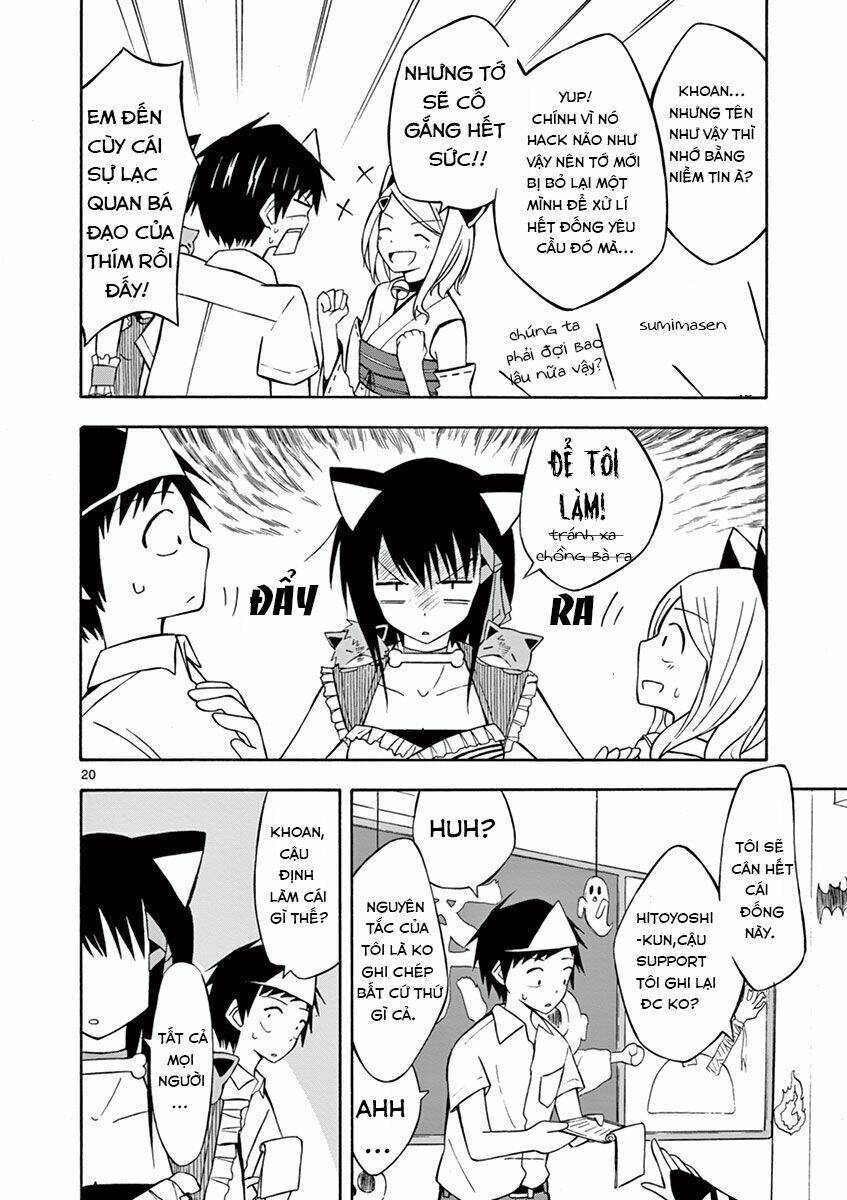 KHOAN...
NHƯNG TÊN
NHƯ VẬY THÌ
NHỚ BẰNG
NIỀM TIN À?
YUP!
CHÍNH VÌ NÓ
HACK NÃO NHƯ
VẬY NÊN TỚ MỚI
BỊ BỎ LẠI MỘT
MÌNH ĐỂ XỬ LÍ
HẾT ĐỐNG YÊU
CẦU ĐÓ MÀ...
NHƯNG TỚ
SẼ CỐ
GẮNG HẾT
SỨC!!
EM ĐẾN
CÙY CÁI
SỰ LẠC
QUAN BÁ
ĐẠO CỦA
THÍM RỒI
ĐẤY!
sumimasen
chúng ta
phải đợi bao
lâu nữa vậy?
ĐỂ TÔI
LÀM!
tránh xa
chồng bà ra
ĐẨY
RA
20
TÔI SẼ
CÂN HẾT
CÁI
ĐỐNG
NÀY.
HITOYOSHI
-KUN,CẬU
SUPPORT
TÔI GHI LẠI
ĐC KO?
HUH?
NGUYÊN
TẮC CỦA
TÔI LÀ KO
GHI CHÉP
BẤT CỨ THỨ
GÌ CẢ.
AHH
...
KHOAN,
CẬU
ĐỊNH
LÀM CÁI
GÌ THẾ?
TẤT CẢ
MỌI
NGƯỜI
...